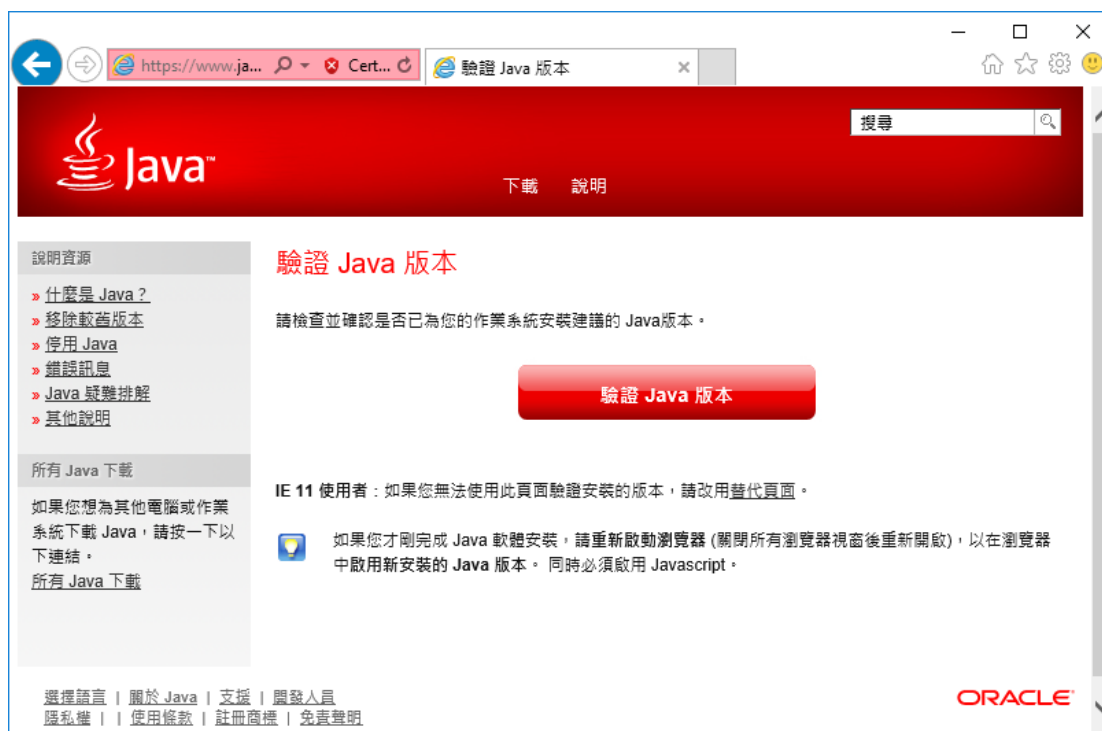 https://www.ja...
Cert...
驗證 Java 版本
搜尋
Java™
下載 說明
說明資源
» 什麼是 Java？
» 移除較舊版本
» 停用 Java
» 錯誤訊息
» Java 疑難排解
» 其他說明
所有 Java 下載
如果您想為其他電腦或作業
系統下載 Java，請按一下以
下連結。
所有 Java 下載
驗證 Java 版本
請檢查並確認是否已為您的作業系統安裝建議的 Java版本。
驗證 Java 版本
IE 11 使用者：如果您無法使用此頁面驗證安裝的版本，請改用替代頁面。
如果您才剛完成 Java 軟體安裝，請重新啟動瀏覽器 (關閉所有瀏覽器視窗後重新開啟)，以在瀏覽器
中啟用新安裝的 Java 版本。 同時必須啟用 Javascript。
選擇語言 | 關於 Java | 支援 | 開發人員
隱私權 | | 使用條款 | 註冊商標 | 免責聲明
ORACLE